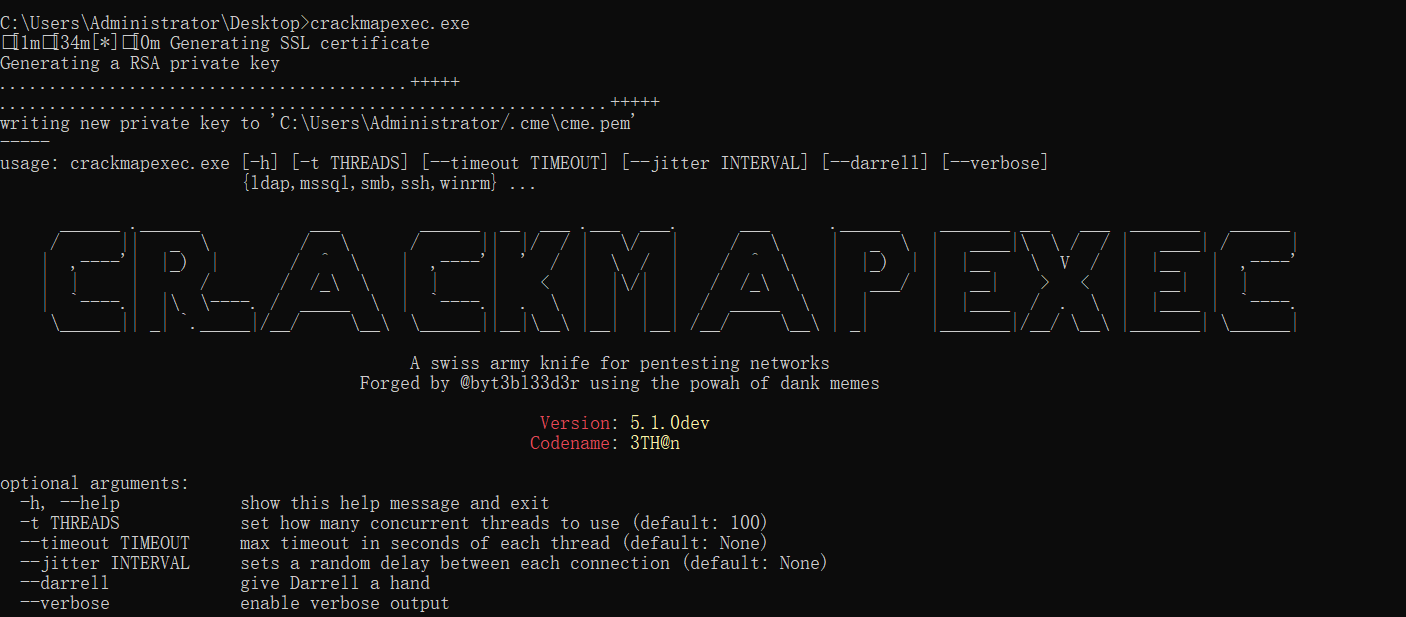 C:\Users\Administrator\Desktop>crackmapexec.exe
[1m[34m[*][0m Generating SSL certificate
Generating a RSA private key
.........................................+++++
.............................................................+++++
writing new private key to 'C:\Users\Administrator/.cme\cme.pem'
-----
usage: crackmapexec.exe [-h] [-t THREADS] [--timeout TIMEOUT] [--jitter INTERVAL] [--darrell] [--verbose]
{ldap,mssql,smb,ssh,winrm} ...
CRACKMAPEXEC
A swiss army knife for pentesting networks
Forged by @byt3bl33d3r using the powah of dank memes
Version: 5.1.0dev
Codename: 3TH@n
optional arguments:
-h, --help show this help message and exit
-t THREADS set how many concurrent threads to use (default: 100)
--timeout TIMEOUT max timeout in seconds of each thread (default: None)
--jitter INTERVAL sets a random delay between each connection (default: None)
--darrell give Darrell a hand
--verbose enable verbose output